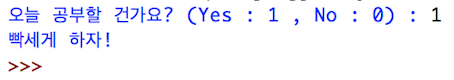 오늘 공부할 건가요? (Yes : 1 , No : 0) : 1
빡세게 하자!
>>>